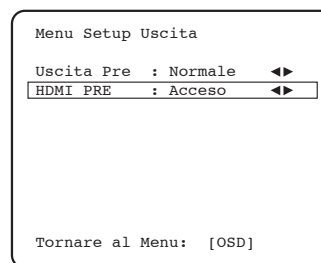 Menu Setup Uscita
Uscita Pre : Normale ◄►
HDMI PRE : Acceso ◄►
Tornare al Menu: [OSD]